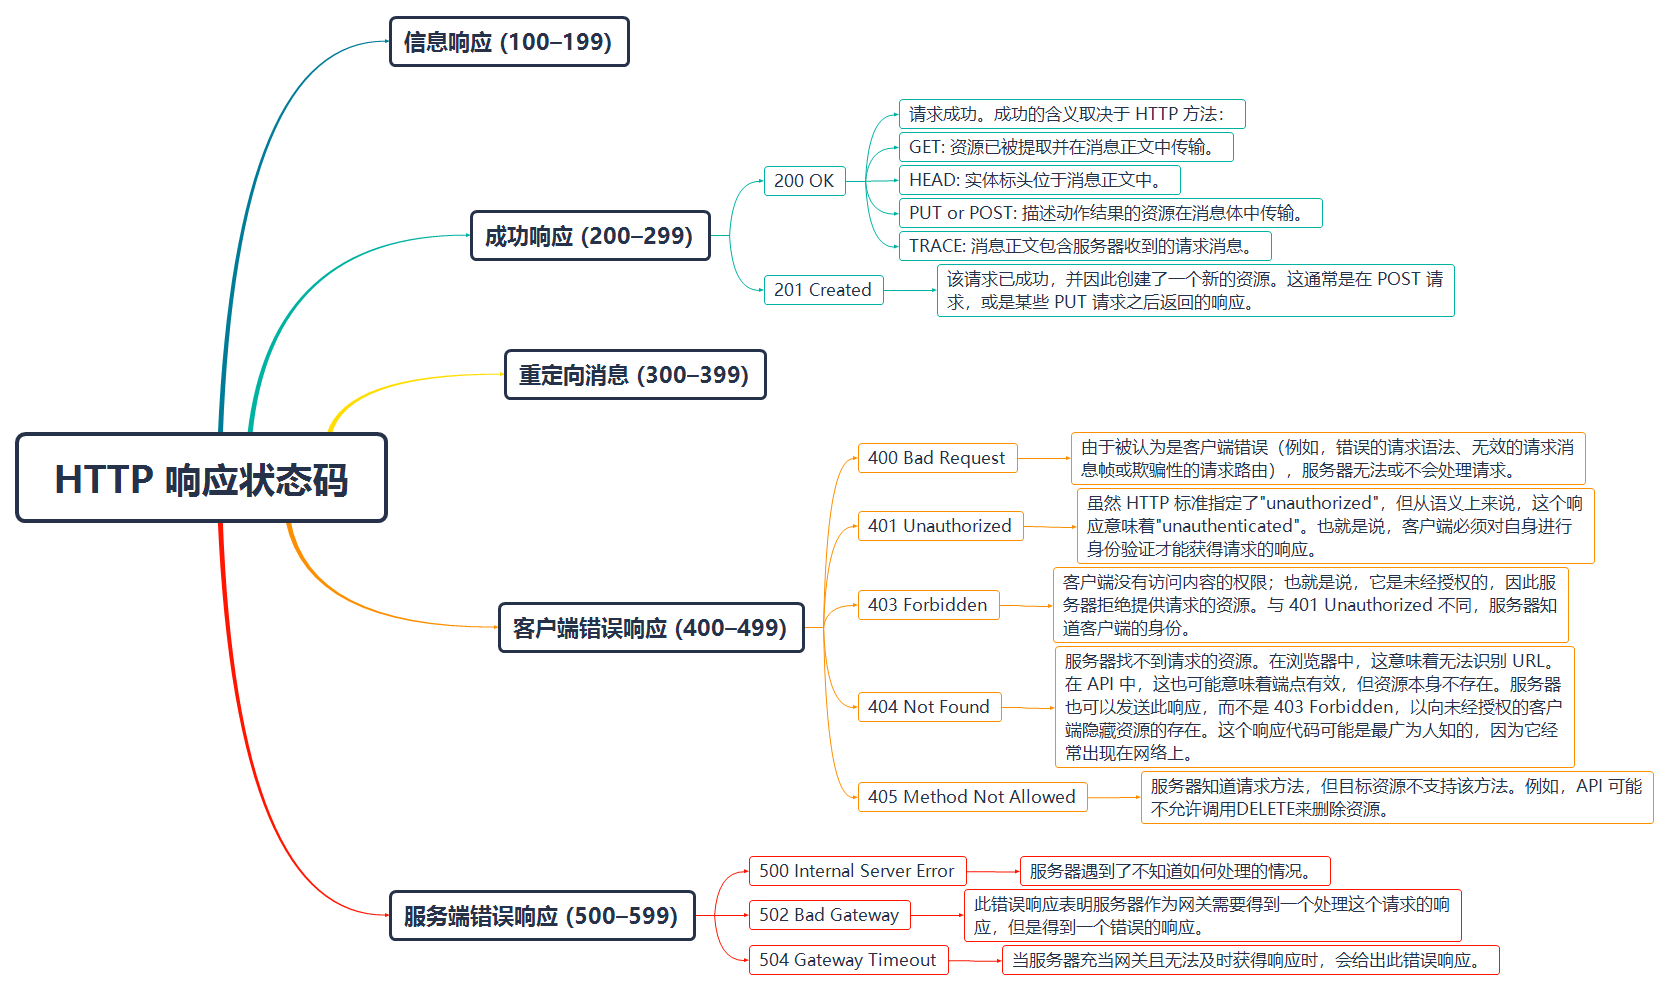 信息响应 (100–199)
请求成功。成功的含义取决于 HTTP 方法：
GET: 资源已被提取并在消息正文中传输。
200 OK
HEAD: 实体标头位于消息正文中。
PUT or POST: 描述动作结果的资源在消息体中传输。
TRACE: 消息正文包含服务器收到的请求消息。
成功响应 (200–299)
201 Created
该请求已成功，并因此创建了一个新的资源。这通常是在 POST 请
求，或是某些 PUT 请求之后返回的响应。
重定向消息 (300–399)
HTTP 响应状态码
400 Bad Request
由于被认为是客户端错误（例如，错误的请求语法、无效的请求消
息帧或欺骗性的请求路由），服务器无法或不会处理请求。
401 Unauthorized
虽然 HTTP 标准指定了"unauthorized"，但从语义上来说，这个响
应意味着"unauthenticated"。也就是说，客户端必须对自身进行
身份验证才能获得请求的响应。
403 Forbidden
客户端没有访问内容的权限；也就是说，它是未经授权的，因此服
务器拒绝提供请求的资源。与 401 Unauthorized 不同，服务器知
道客户端的身份。
客户端错误响应 (400–499)
404 Not Found
服务器找不到请求的资源。在浏览器中，这意味着无法识别 URL。
在 API 中，这也可能意味着端点有效，但资源本身不存在。服务器
也可以发送此响应，而不是 403 Forbidden，以向未经授权的客户
端隐藏资源的存在。这个响应代码可能是最广为人知的，因为它经
常出现在网络上。
405 Method Not Allowed
服务器知道请求方法，但目标资源不支持该方法。例如，API 可能
不允许调用DELETE来删除资源。
500 Internal Server Error
服务器遇到了不知道如何处理的情况。
服务端错误响应 (500–599)
502 Bad Gateway
此错误响应表明服务器作为网关需要得到一个处理这个请求的响
应，但是得到一个错误的响应。
504 Gateway Timeout
当服务器充当网关且无法及时获得响应时，会给出此错误响应。